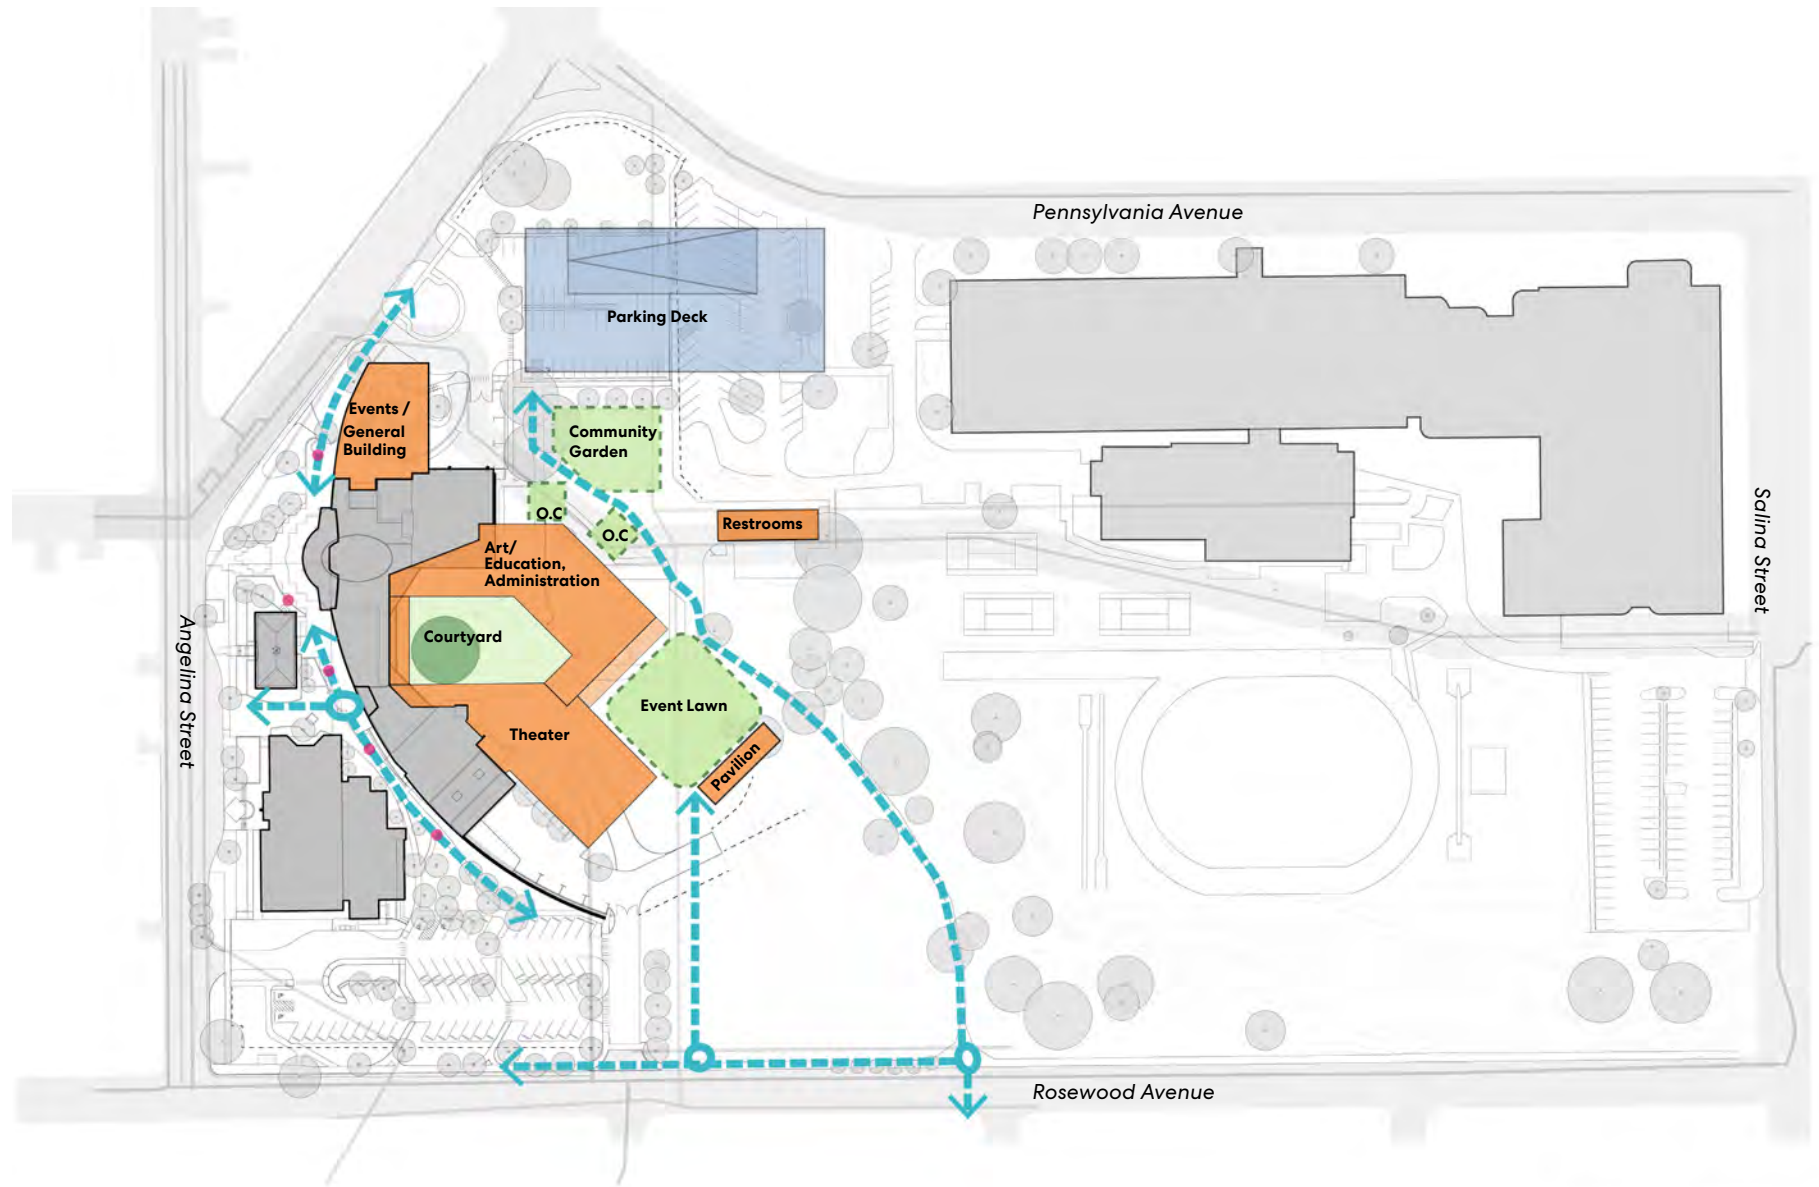 Pennsylvania Avenue
Parking Deck
Events /
General
Building
Community
Garden
O.C
O.C
Restrooms
Art/
Education,
Administration
Courtyard
Salina Street
Angelina Street
Event Lawn
Theater
Pavilion
Rosewood Avenue